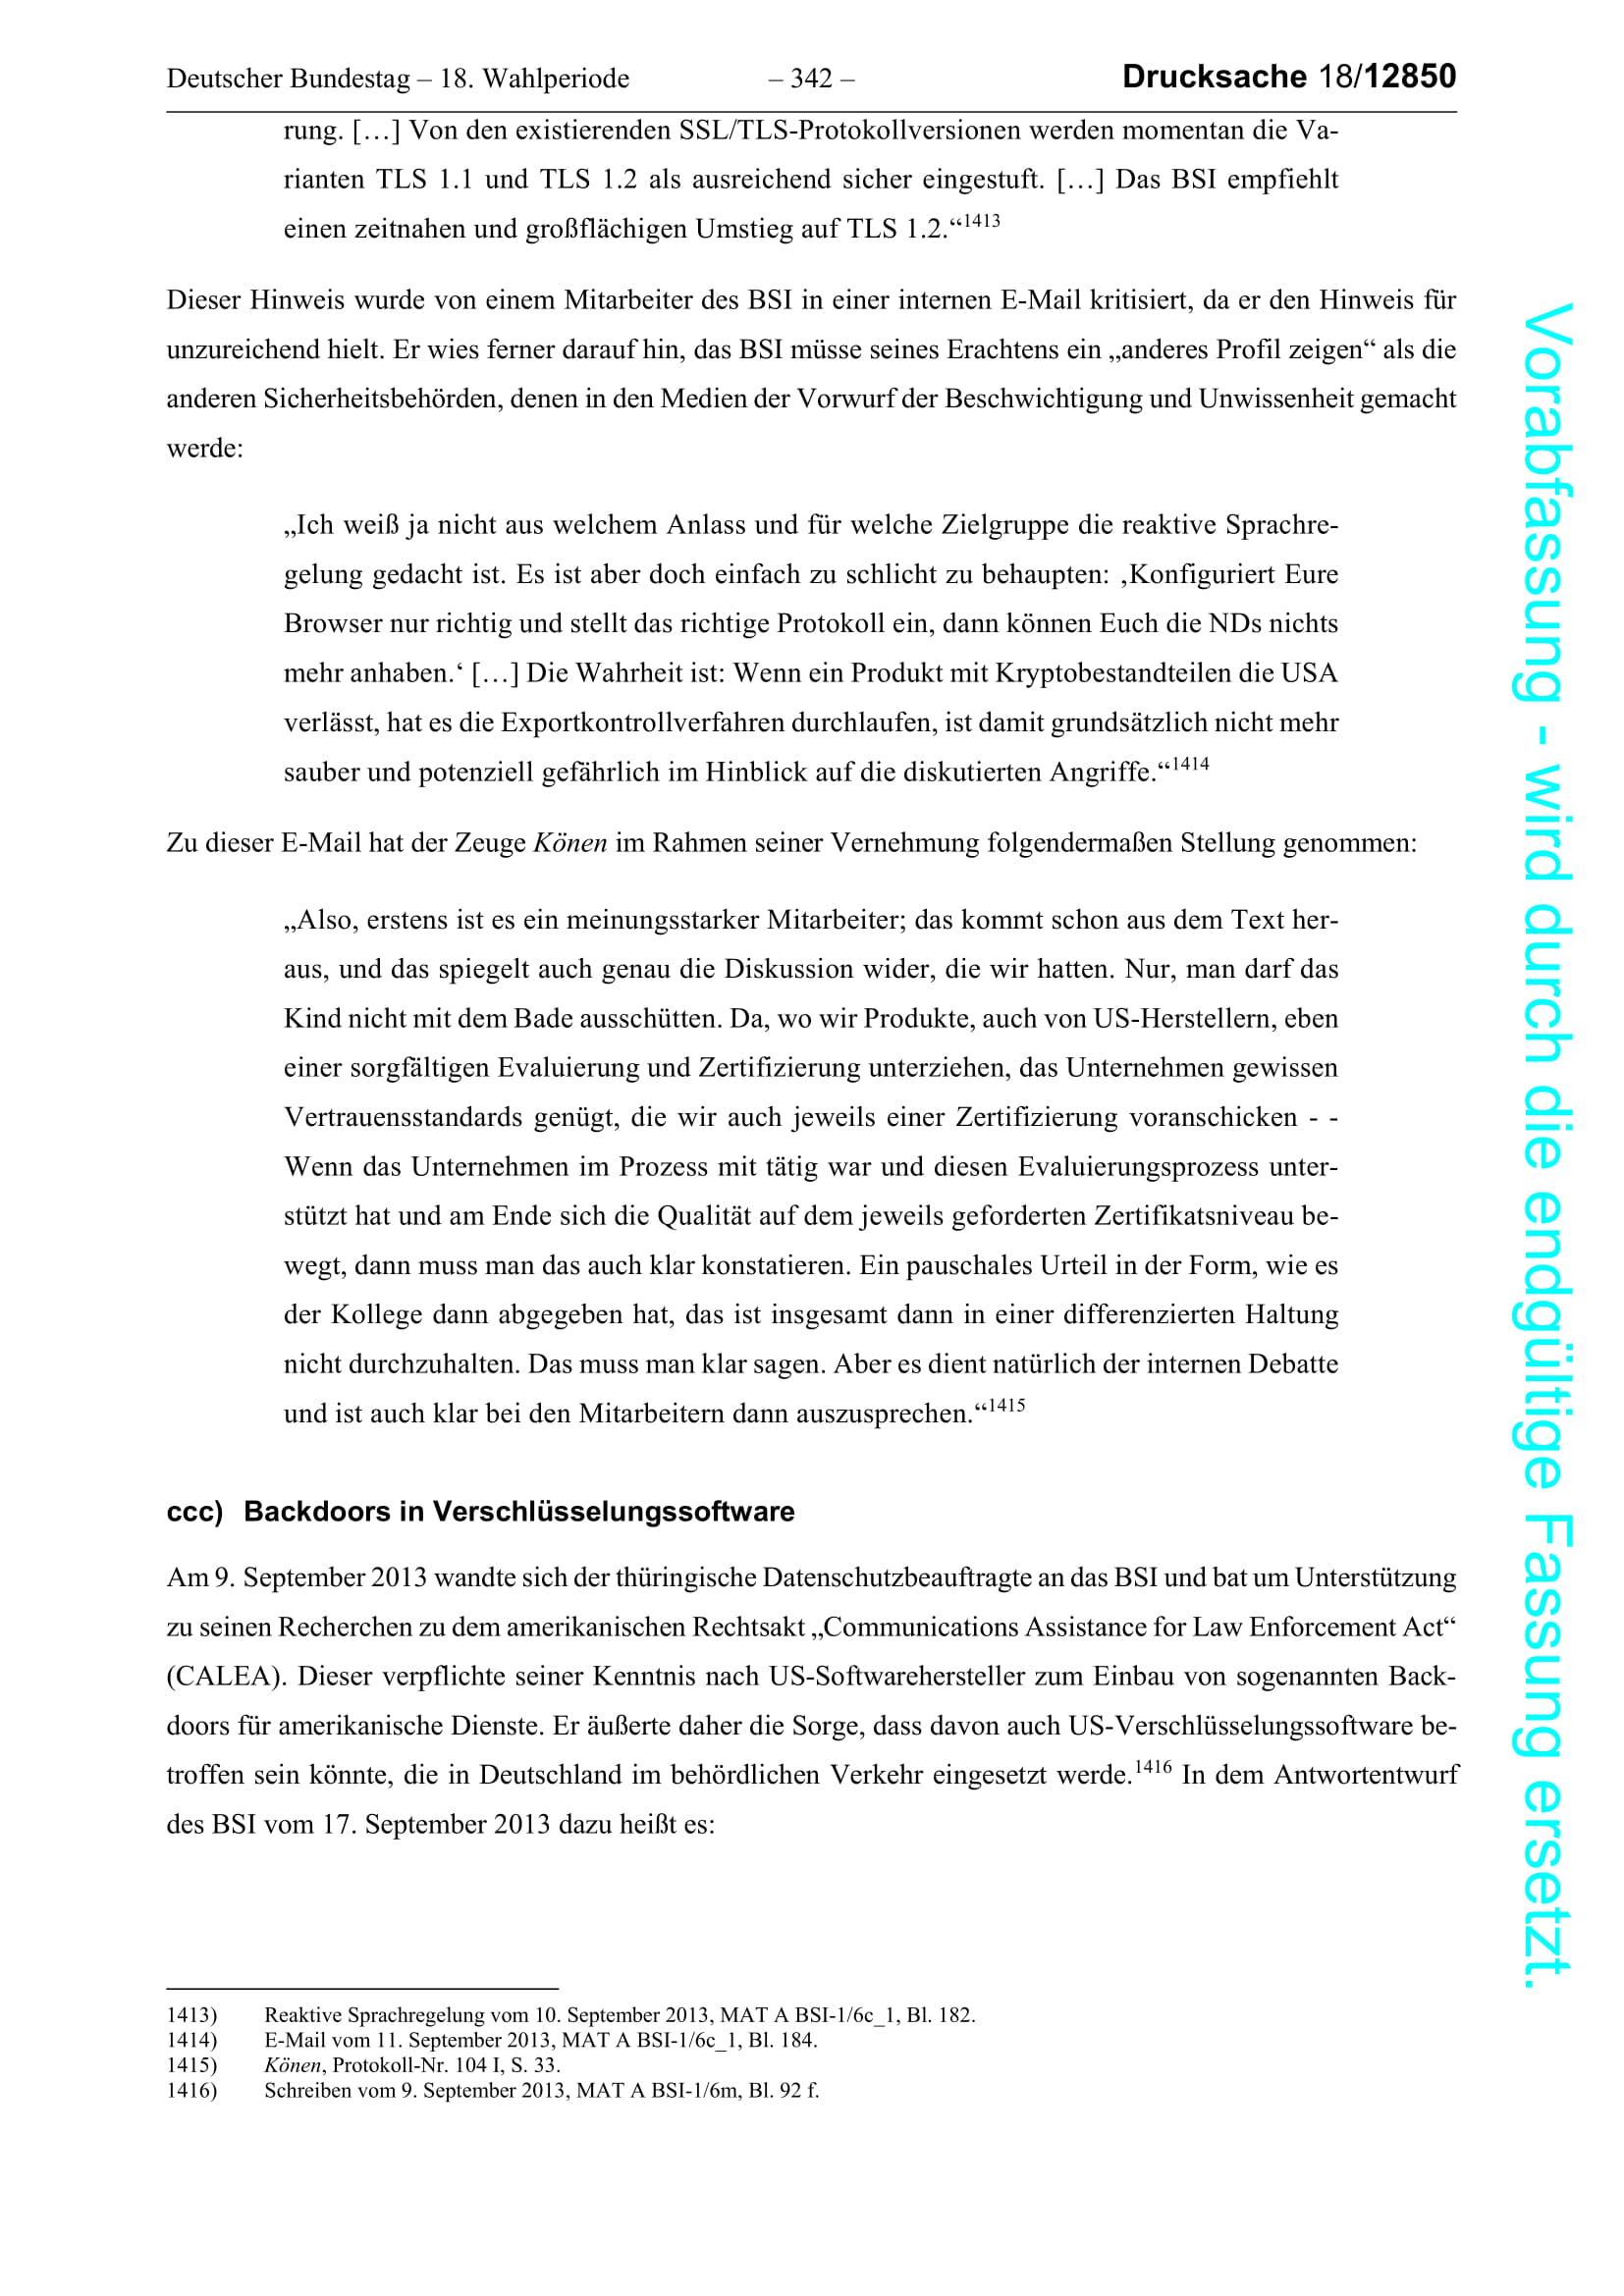 Deutscher Bundestag – 18. Wahlperiode – 342 – Drucksache 18/12850
rung. […] Von den existierenden SSL/TLS-Protokollversionen werden momentan die Va-
rianten TLS 1.1 und TLS 1.2 als ausreichend sicher eingestuft. […] Das BSI empfiehlt
einen zeitnahen und großflächigen Umstieg auf TLS 1.2.“1413
Dieser Hinweis wurde von einem Mitarbeiter des BSI in einer internen E-Mail kritisiert, da er den Hinweis für
unzureichend hielt. Er wies ferner darauf hin, das BSI müsse seines Erachtens ein „anderes Profil zeigen“ als die
anderen Sicherheitsbehörden, denen in den Medien der Vorwurf der Beschwichtigung und Unwissenheit gemacht
werde:
„Ich weiß ja nicht aus welchem Anlass und für welche Zielgruppe die reaktive Sprachre-
gelung gedacht ist. Es ist aber doch einfach zu schlicht zu behaupten: ‚Konfiguriert Eure
Browser nur richtig und stellt das richtige Protokoll ein, dann können Euch die NDs nichts
mehr anhaben.‘ […] Die Wahrheit ist: Wenn ein Produkt mit Kryptobestandteilen die USA
verlässt, hat es die Exportkontrollverfahren durchlaufen, ist damit grundsätzlich nicht mehr
sauber und potenziell gefährlich im Hinblick auf die diskutierten Angriffe.“1414
Zu dieser E-Mail hat der Zeuge Könen im Rahmen seiner Vernehmung folgendermaßen Stellung genommen:
„Also, erstens ist es ein meinungsstarker Mitarbeiter; das kommt schon aus dem Text her-
aus, und das spiegelt auch genau die Diskussion wider, die wir hatten. Nur, man darf das
Kind nicht mit dem Bade ausschütten. Da, wo wir Produkte, auch von US-Herstellern, eben
einer sorgfältigen Evaluierung und Zertifizierung unterziehen, das Unternehmen gewissen
Vertrauensstandards genügt, die wir auch jeweils einer Zertifizierung voranschicken - -
Wenn das Unternehmen im Prozess mit tätig war und diesen Evaluierungsprozess unter-
stützt hat und am Ende sich die Qualität auf dem jeweils geforderten Zertifikatsniveau be-
wegt, dann muss man das auch klar konstatieren. Ein pauschales Urteil in der Form, wie es
der Kollege dann abgegeben hat, das ist insgesamt dann in einer differenzierten Haltung
nicht durchzuhalten. Das muss man klar sagen. Aber es dient natürlich der internen Debatte
und ist auch klar bei den Mitarbeitern dann auszusprechen.“1415
ccc) Backdoors in Verschlüsselungssoftware
Am 9. September 2013 wandte sich der thüringische Datenschutzbeauftragte an das BSI und bat um Unterstützung
zu seinen Recherchen zu dem amerikanischen Rechtsakt „Communications Assistance for Law Enforcement Act“
(CALEA). Dieser verpflichte seiner Kenntnis nach US-Softwarehersteller zum Einbau von sogenannten Back-
doors für amerikanische Dienste. Er äußerte daher die Sorge, dass davon auch US-Verschlüsselungssoftware be-
troffen sein könnte, die in Deutschland im behördlichen Verkehr eingesetzt werde.1416 In dem Antwortentwurf
des BSI vom 17. September 2013 dazu heißt es:
1413) Reaktive Sprachregelung vom 10. September 2013, MAT A BSI-1/6c_1, Bl. 182.
1414) E-Mail vom 11. September 2013, MAT A BSI-1/6c_1, Bl. 184.
1415) Könen, Protokoll-Nr. 104 I, S. 33.
1416) Schreiben vom 9. September 2013, MAT A BSI-1/6m, Bl. 92 f.
Vorabfassung - wird durch die endgültige Fassung ersetzt.